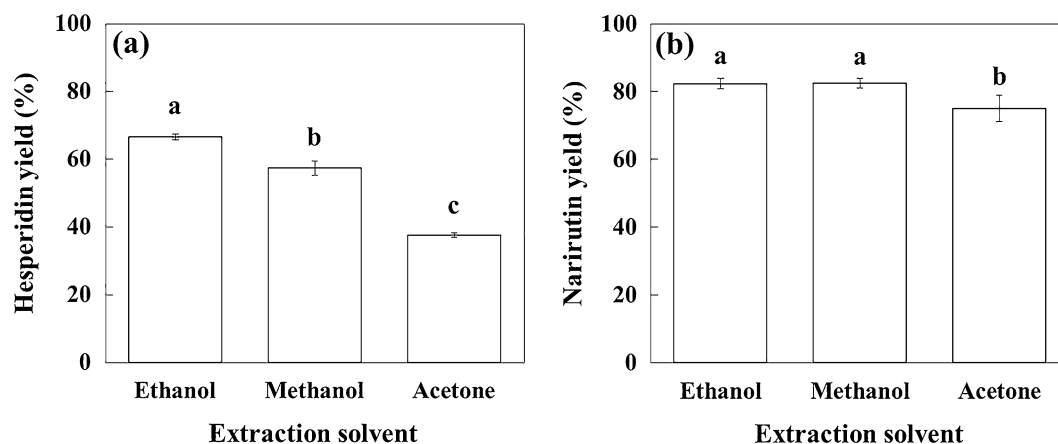 (a)
Hesperidin yield (%)
100
80
60
40
20
0
a
b
c
Ethanol Methanol Acetone
Extraction solvent
(b)
Narirutin yield (%)
100
80
60
40
20
0
a
a
b
Ethanol Methanol Acetone
Extraction solvent